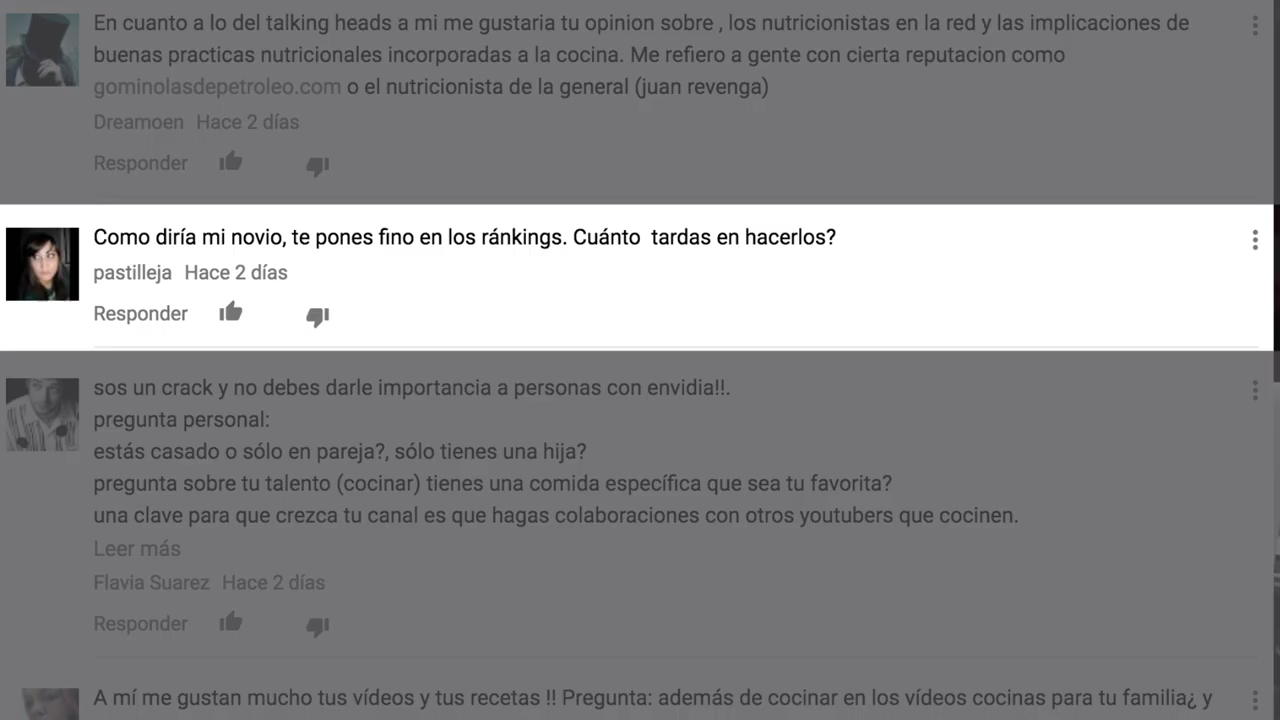 En cuanto a lo del talking heads a mi me gustaria tu opinion sobre , los nutricionistas en la red y las implicaciones de
buenas practicas nutricionales incorporadas a la cocina. Me refiero a gente con cierta reputacion como
gominolasdepetroleo.com o el nutricionista de la general (juan revenga)
Dreamoen Hace 2 días
Responder
Como diría mi novio, te pones fino en los ránkings. Cuánto  tardas en hacerlos?
pastilleja Hace 2 días
Responder
sos un crack y no debes darle importancia a personas con envidia!!.
pregunta personal:
estás casado o sólo en pareja?, sólo tienes una hija?
pregunta sobre tu talento (cocinar) tienes una comida específica que sea tu favorita?
una clave para que crezca tu canal es que hagas colaboraciones con otros youtubers que cocinen.
Leer más
Flavia Suarez Hace 2 días
Responder
A mí me gustan mucho tus vídeos y tus recetas !! Pregunta: además de cocinar en los vídeos cocinas para tu familia¿ y